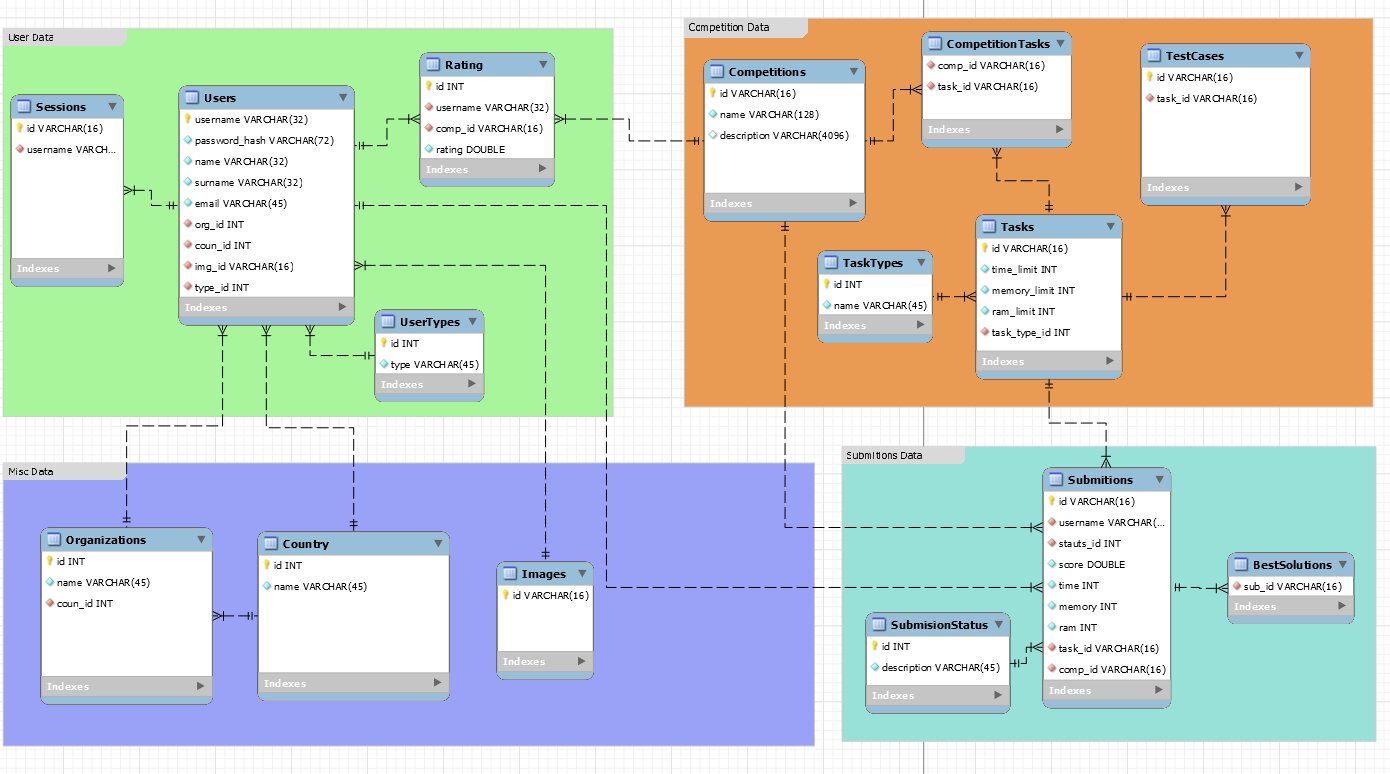 User Data
Sessions
id VARCHAR(16)
username VARCH...
Indexes
Users
username VARCHAR(32)
password_hash VARCHAR(72)
name VARCHAR(32)
surname VARCHAR(32)
email VARCHAR(45)
org_id INT
coun_id INT
img_id VARCHAR(16)
type_id INT
Indexes
Rating
id INT
username VARCHAR(32)
comp_id VARCHAR(16)
rating DOUBLE
Indexes
UserTypes
id INT
type VARCHAR(45)
Indexes
Competition Data
Competitions
id VARCHAR(16)
name VARCHAR(128)
description VARCHAR(4096)
Indexes
CompetitionTasks
comp_id VARCHAR(16)
task_id VARCHAR(16)
Indexes
TestCases
id VARCHAR(16)
task_id VARCHAR(16)
Indexes
TaskTypes
id INT
name VARCHAR(45)
Indexes
Tasks
id VARCHAR(16)
time_limit INT
memory_limit INT
ram_limit INT
task_type_id INT
Indexes
Misc Data
Organizations
id INT
name VARCHAR(45)
coun_id INT
Indexes
Country
id INT
name VARCHAR(45)
Indexes
Images
id VARCHAR(16)
Indexes
Submitions Data
Submitions
id VARCHAR(16)
username VARCHAR(...
stauts_id INT
score DOUBLE
time INT
memory INT
ram INT
task_id VARCHAR(16)
comp_id VARCHAR(16)
Indexes
SubmisionStatus
id INT
description VARCHAR(45)
Indexes
BestSolutions
sub_id VARCHAR(16)
Indexes